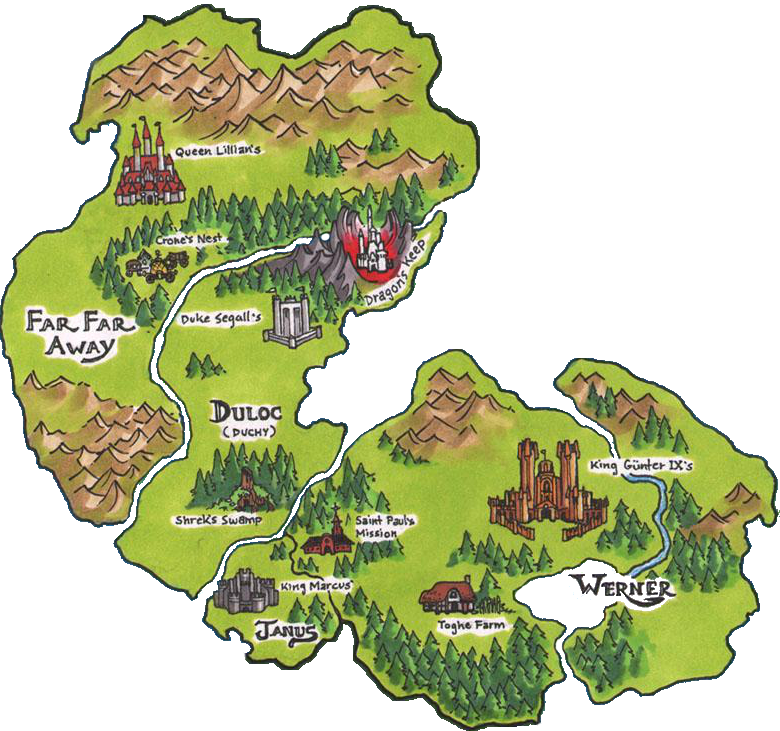 Queen Lillian's
Crone's Nest
Dragon's Keep
Far Far
Away
Duke Segall's
Duloc
(Duchy)
King Günter IX's
Shrek's Swamp
Saint Paul's
Mission
King Marcus'
Werner
Janus
Toghe Farm